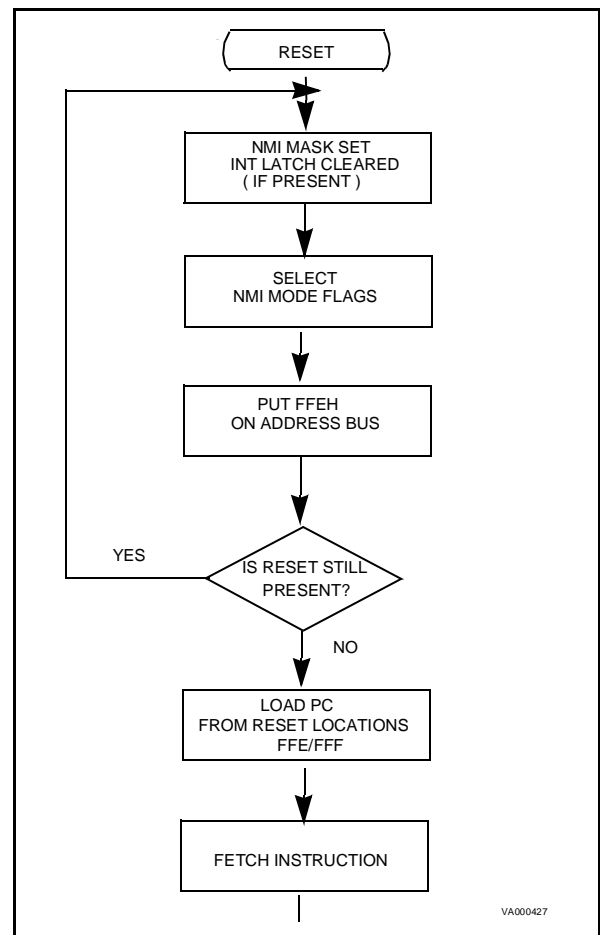 RESET
NMI MASK SET
INT LATCH CLEARED
( IF PRESENT )
SELECT
NMI MODE FLAGS
PUT FFEH
ON ADDRESS BUS
YES
IS RESET STILL
PRESENT?
NO
LOAD PC
FROM RESET LOCATIONS
FFE/FFF
FETCH INSTRUCTION
VA000427